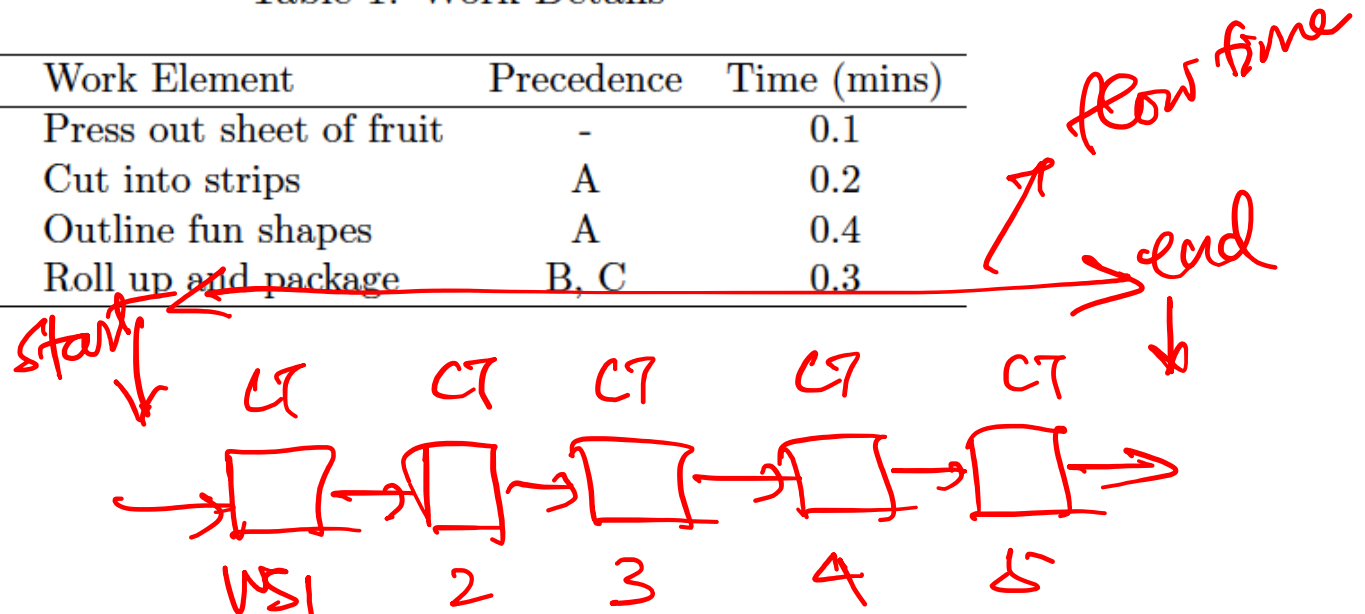 Table 1: Work Details
Work Element Precedence Time (mins)
Press out sheet of fruit - 0.1
Cut into strips A 0.2
Outline fun shapes A 0.4
Roll up and package B, C 0.3
flow time
start
end
CT CT CT CT CT
WS1 2 3 4 5